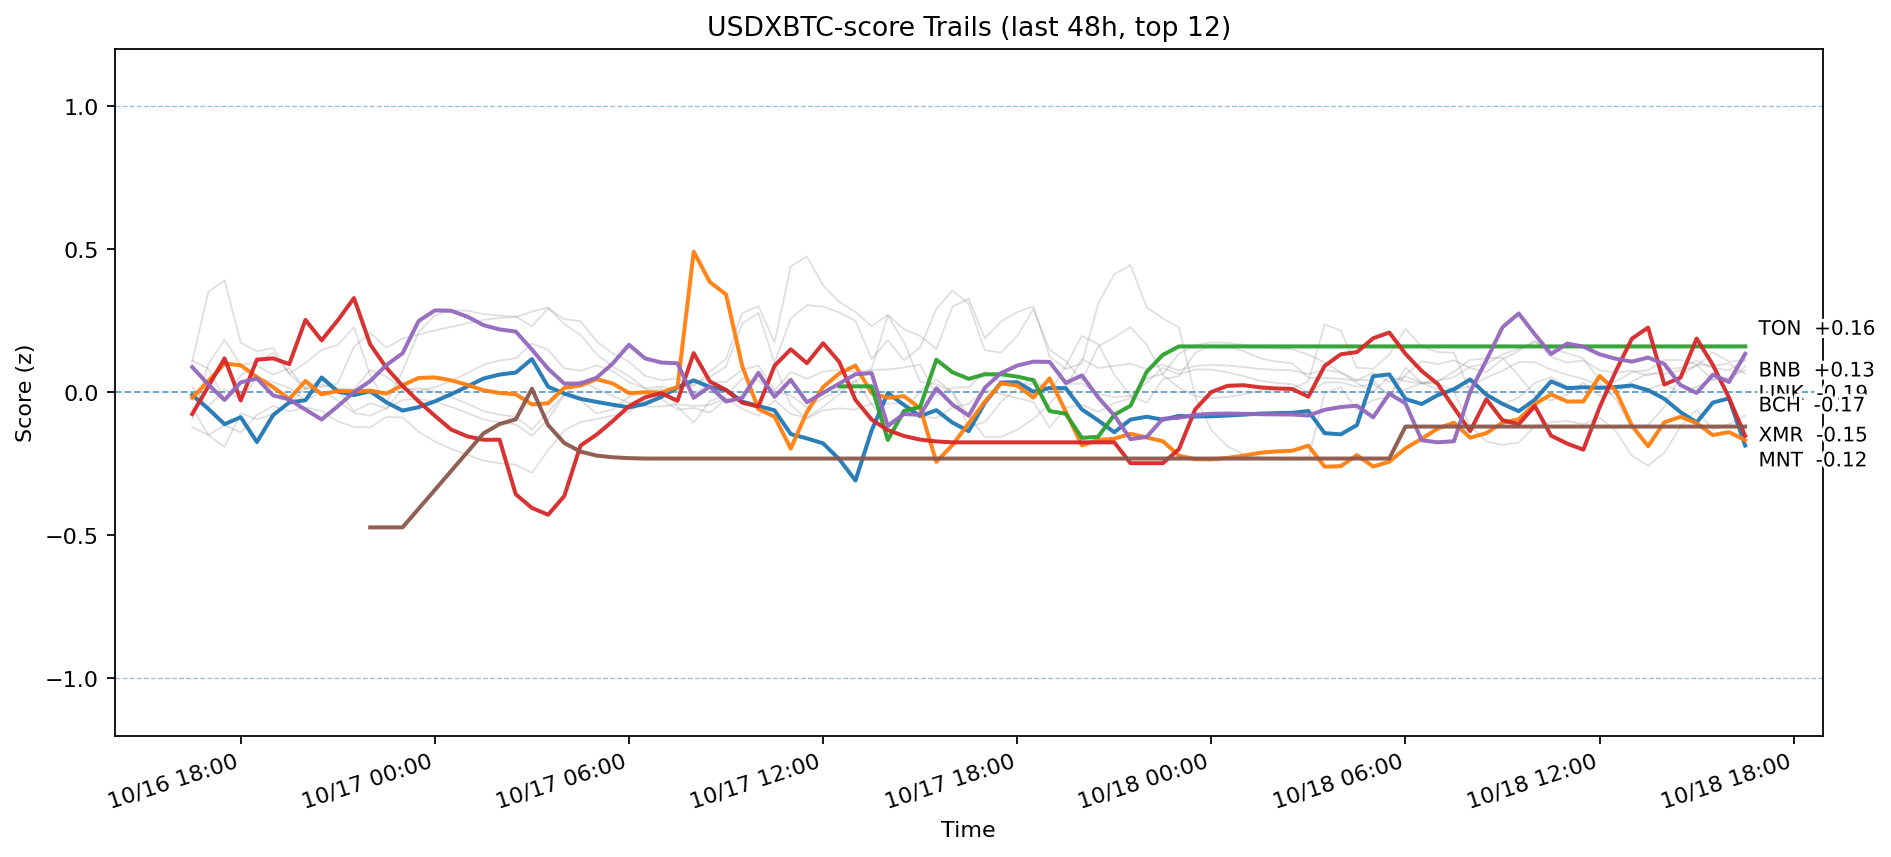 USDXBTC-score Trails (last 48h, top 12)
Score (z)
1.0
0.5
0.0
−0.5
−1.0
TON +0.16
BNB +0.13
LINK -0.19
BCH -0.17
XMR -0.15
MNT -0.12
10/16 18:00
10/17 00:00
10/17 06:00
10/17 12:00
10/17 18:00
10/18 00:00
10/18 06:00
10/18 12:00
10/18 18:00
Time